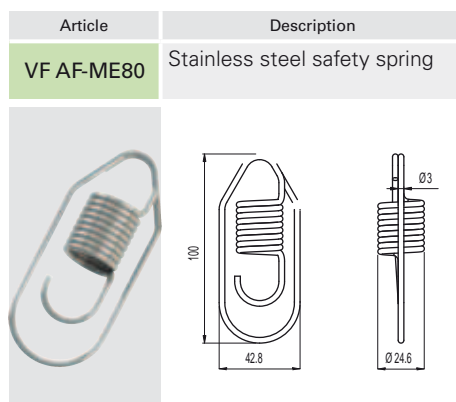 Article Description
VF AF-ME80 Stainless steel safety spring
Ø3
100
42.8 Ø 24.6